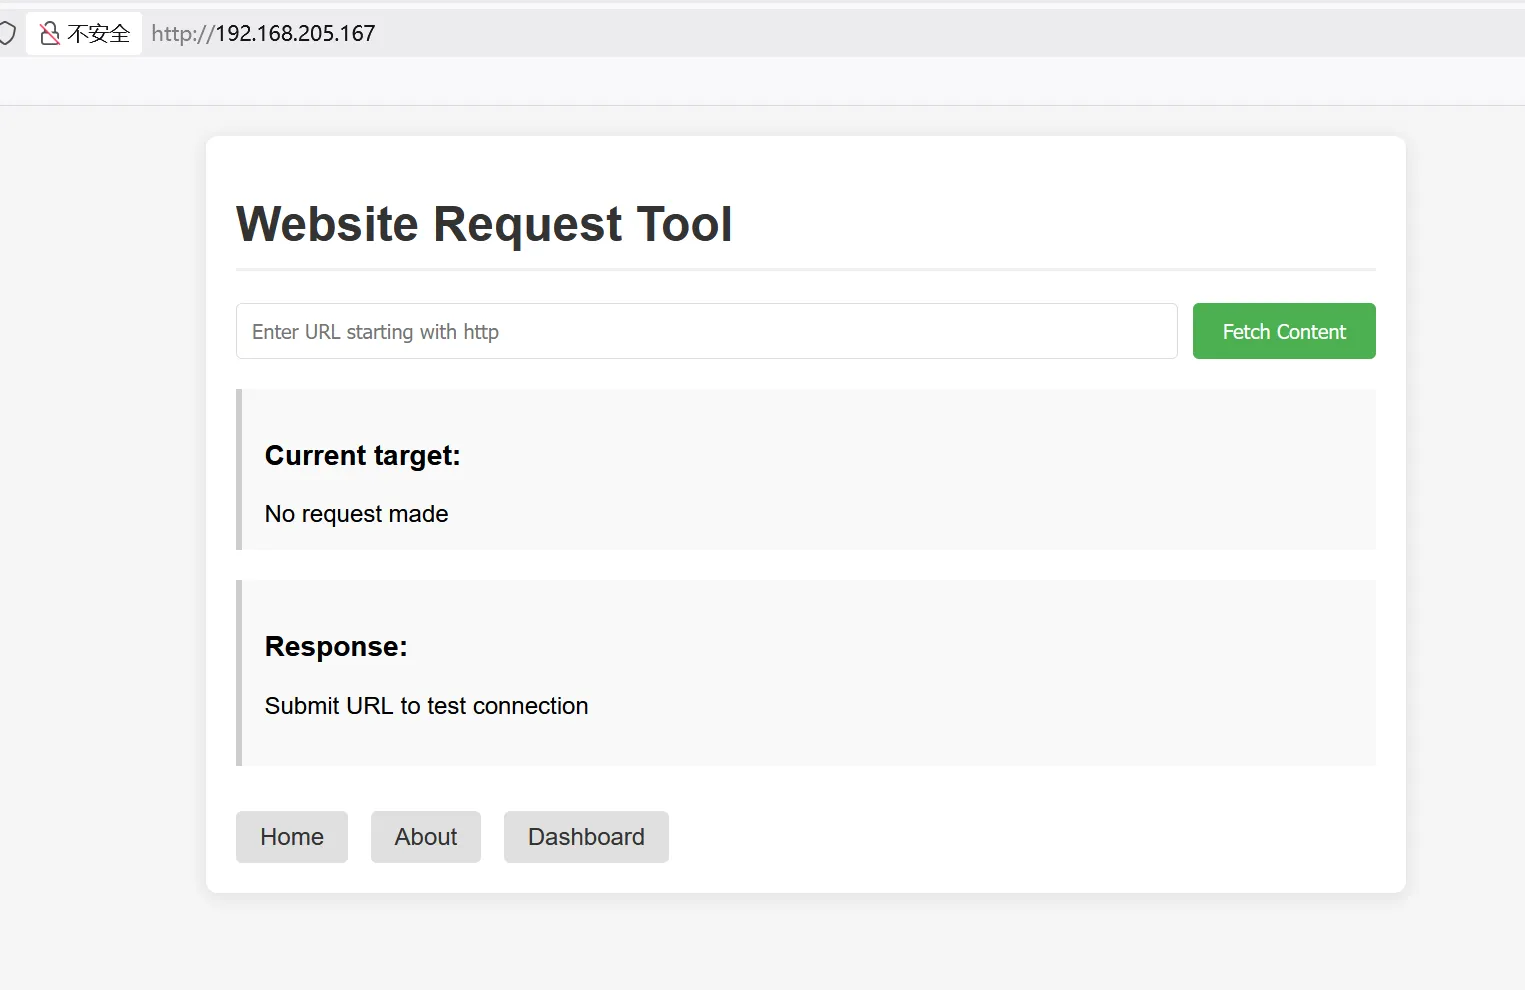 不安全 http://192.168.205.167
Website Request Tool
Enter URL starting with http Fetch Content
Current target:
No request made
Response:
Submit URL to test connection
Home About Dashboard